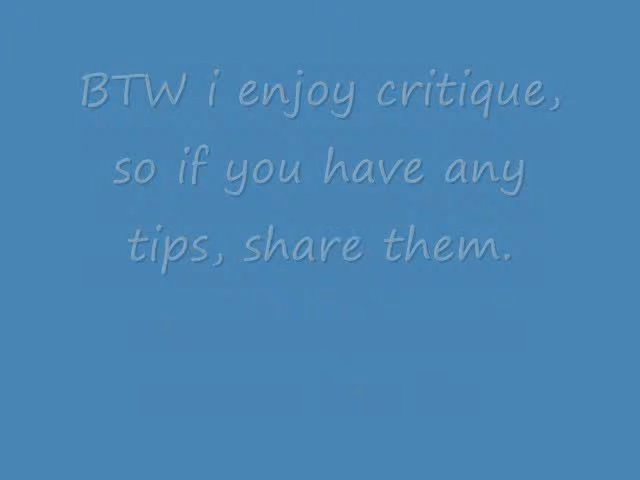 BTW i enjoy critique,
so if you have any
tips, share them.